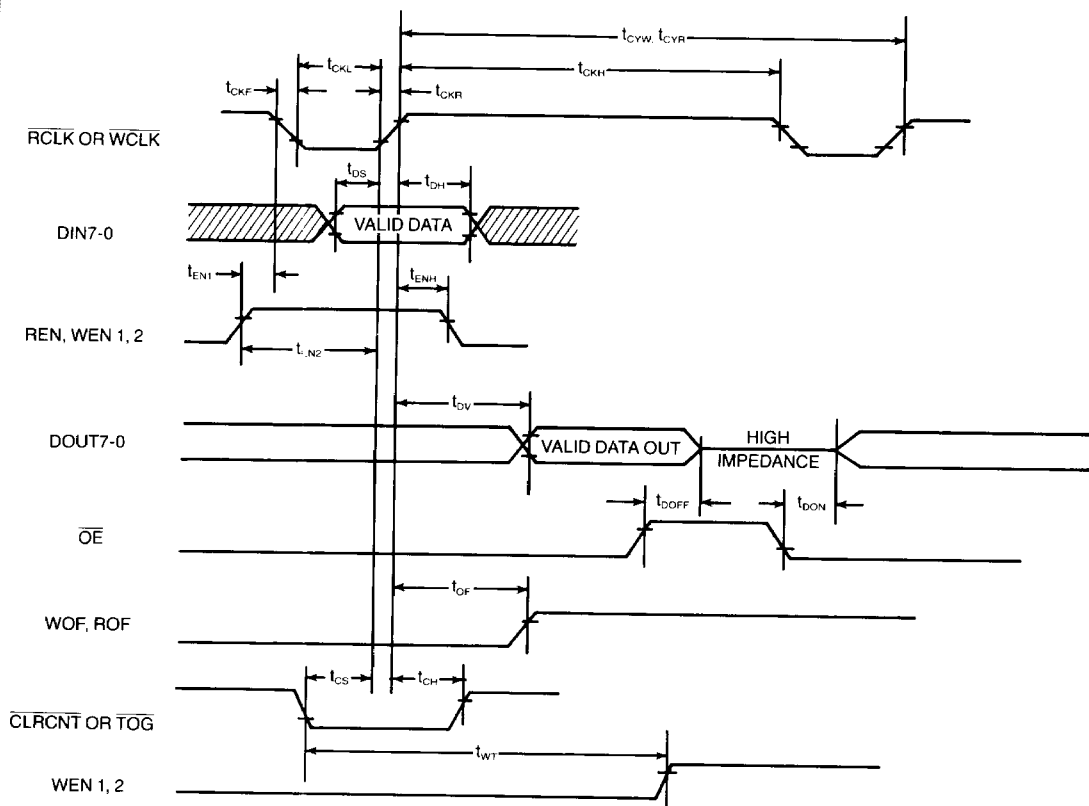 tCYW, tCYR
tCKL
tCKH
tCKF
tCKR
RCLK OR WCLK
tDS
tDH
DIN7-0
VALID DATA
tEN1
tENH
REN, WEN 1, 2
tEN2
tDV
DOUT7-0
VALID DATA OUT
HIGH
IMPEDANCE
tDOFF
tDON
OE
tOF
WOF, ROF
tCS
tCH
CLRCNT OR TOG
tWT
WEN 1, 2